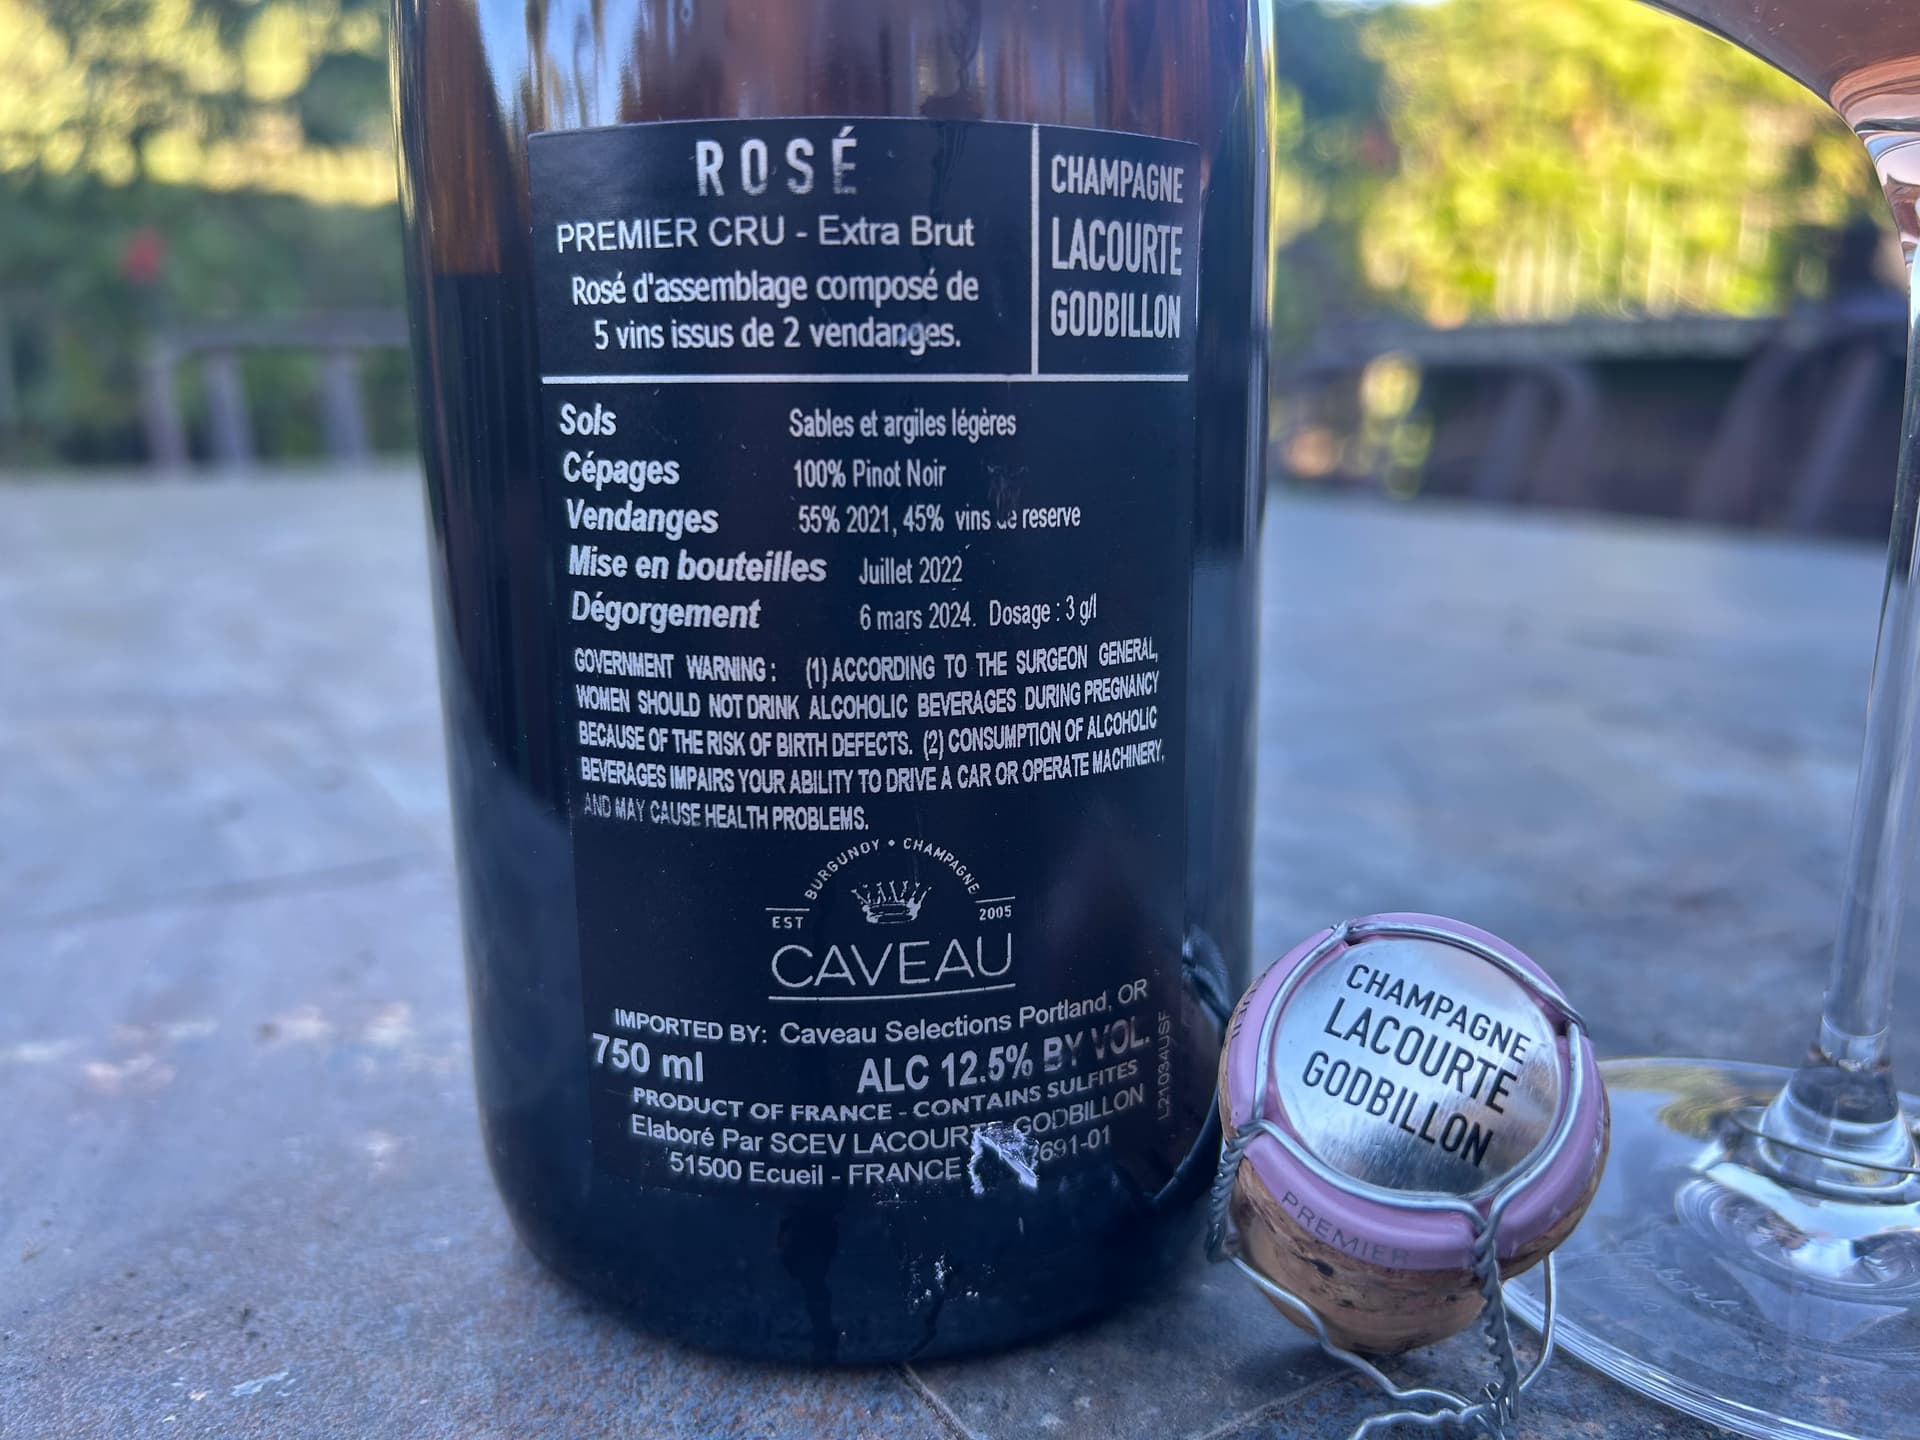 ROSÉ
PREMIER CRU - Extra Brut
Rosé d'assemblage composé de
5 vins issus de 2 vendanges.
CHAMPAGNE
LACOURTE
GODBILLON
Sols Sables et argiles légères
Cépages 100% Pinot Noir
Vendanges 55% 2021, 45% vins de reserve
Mise en bouteilles Juillet 2022
Dégorgement 6 mars 2024. Dosage : 3 g/l
GOVERNMENT WARNING : (1) ACCORDING TO THE SURGEON GENERAL,
WOMEN SHOULD NOT DRINK ALCOHOLIC BEVERAGES DURING PREGNANCY
BECAUSE OF THE RISK OF BIRTH DEFECTS. (2) CONSUMPTION OF ALCOHOLIC
BEVERAGES IMPAIRS YOUR ABILITY TO DRIVE A CAR OR OPERATE MACHINERY,
AND MAY CAUSE HEALTH PROBLEMS.
BURGUNDY • CHAMPAGNE
EST 2005
CAVEAU
IMPORTED BY: Caveau Selections Portland, OR
750 ml ALC 12.5% BY VOL.
PRODUCT OF FRANCE - CONTAINS SULFITES
Elaboré Par SCEV LACOURTE GODBILLON
51500 Ecueil - FRANCE 2691-01
L21034USF
CHAMPAGNE
LACOURTE
GODBILLON
PREMIER